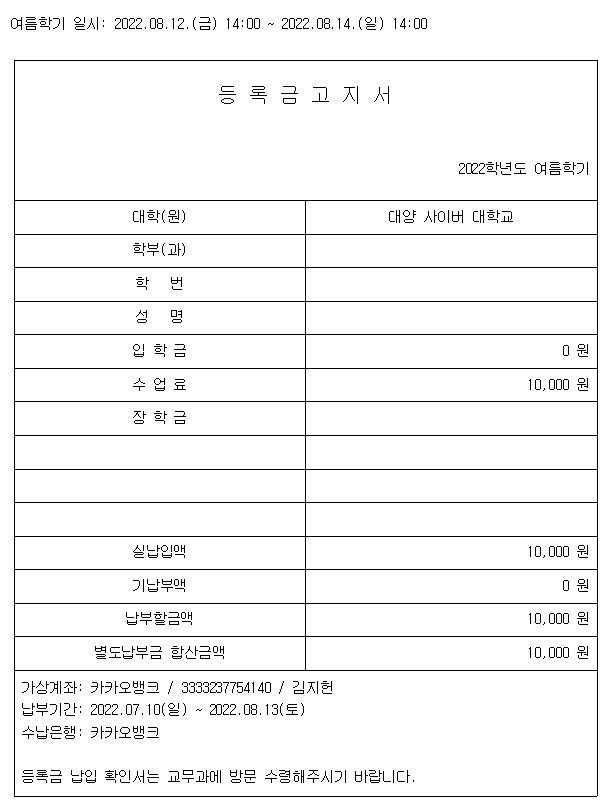 여름학기 일시: 2022.08.12.(금) 14:00 ~ 2022.08.14.(일) 14:00
등 록 금 고 지 서
2022학년도 여름학기
대학(원) 대양 사이버 대학교
학부(과)
학 번
성 명
입 학 금 0 원
수 업 료 10,000 원
장 학 금
실납입액 10,000 원
기납부액 0 원
납부할금액 10,000 원
별도납부금 합산금액 10,000 원
가상계좌: 카카오뱅크 / 3333237754140 / 김지헌
납부기간: 2022.07.10(일) ~ 2022.08.13(토)
수납은행: 카카오뱅크
등록금 납입 확인서는 교무과에 방문 수령해주시기 바랍니다.